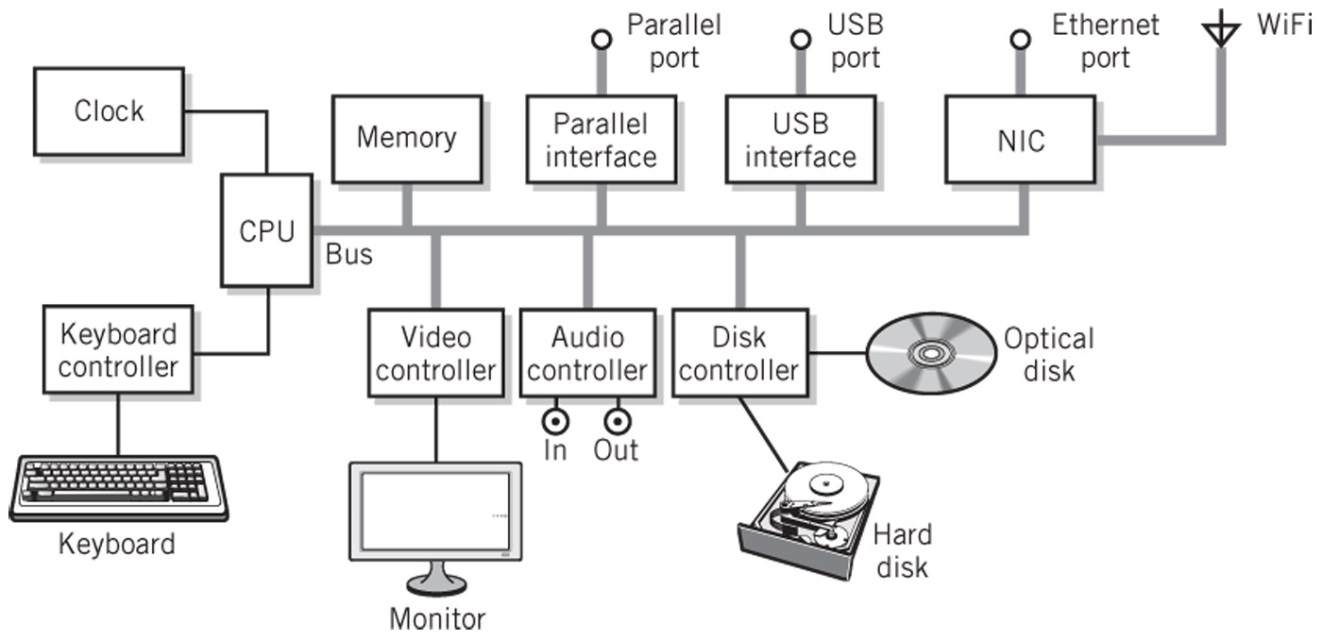 Parallel
port
USB
port
Ethernet
port
WiFi
Clock
Memory
Parallel
interface
USB
interface
NIC
CPU
Bus
Keyboard
controller
Video
controller
Audio
controller
Disk
controller
Optical
disk
In
Out
Keyboard
Hard
disk
Monitor